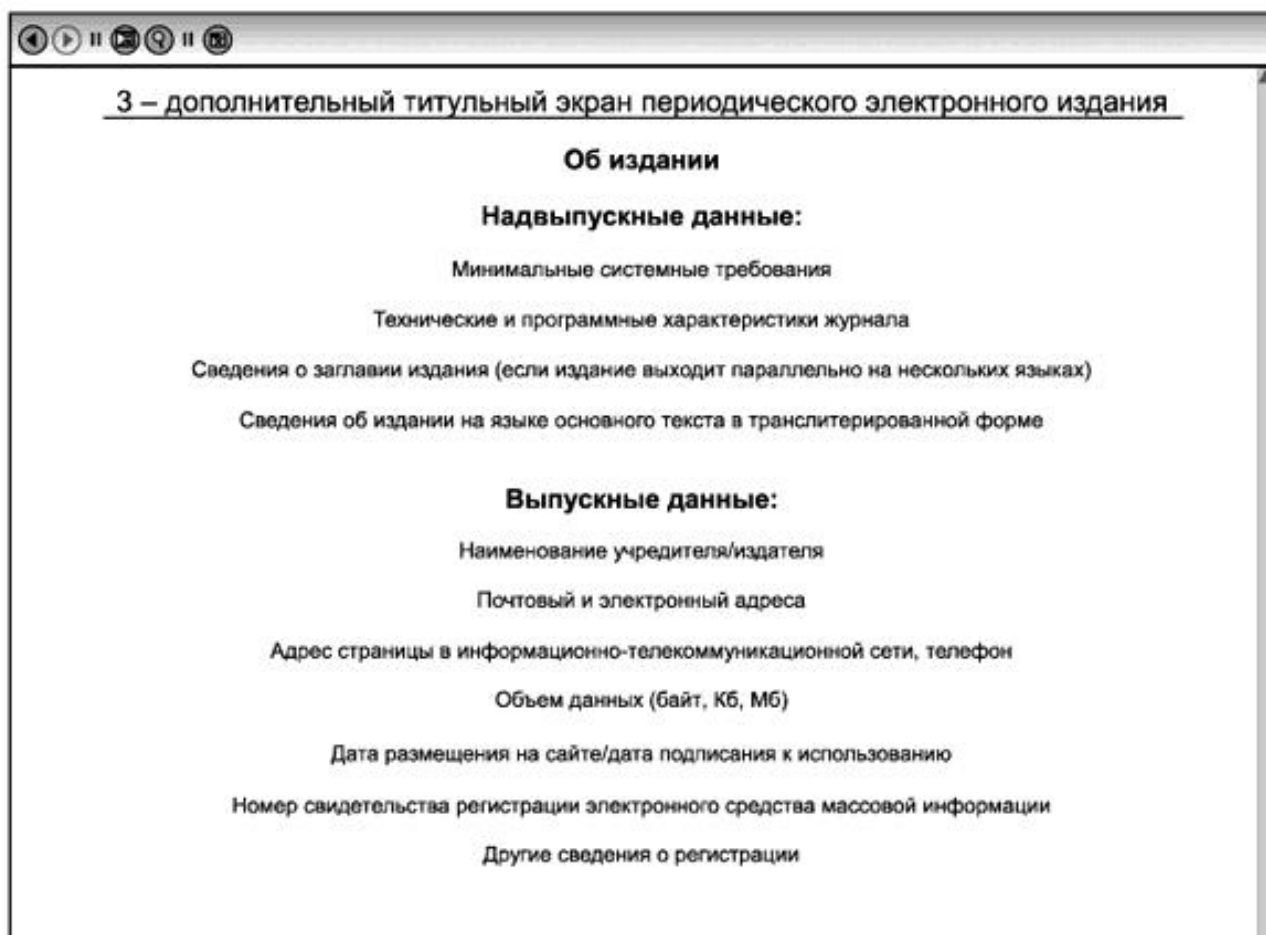 3 – дополнительный титульный экран периодического электронного издания
Об издании
Надвыпускные данные:
Минимальные системные требования
Технические и программные характеристики журнала
Сведения о заглавии издания (если издание выходит параллельно на нескольких языках)
Сведения об издании на языке основного текста в транслитерированной форме
Выпускные данные:
Наименование учредителя/издателя
Почтовый и электронный адреса
Адрес страницы в информационно-телекоммуникационной сети, телефон
Объем данных (байт, Кб, Мб)
Дата размещения на сайте/дата подписания к использованию
Номер свидетельства регистрации электронного средства массовой информации
Другие сведения о регистрации